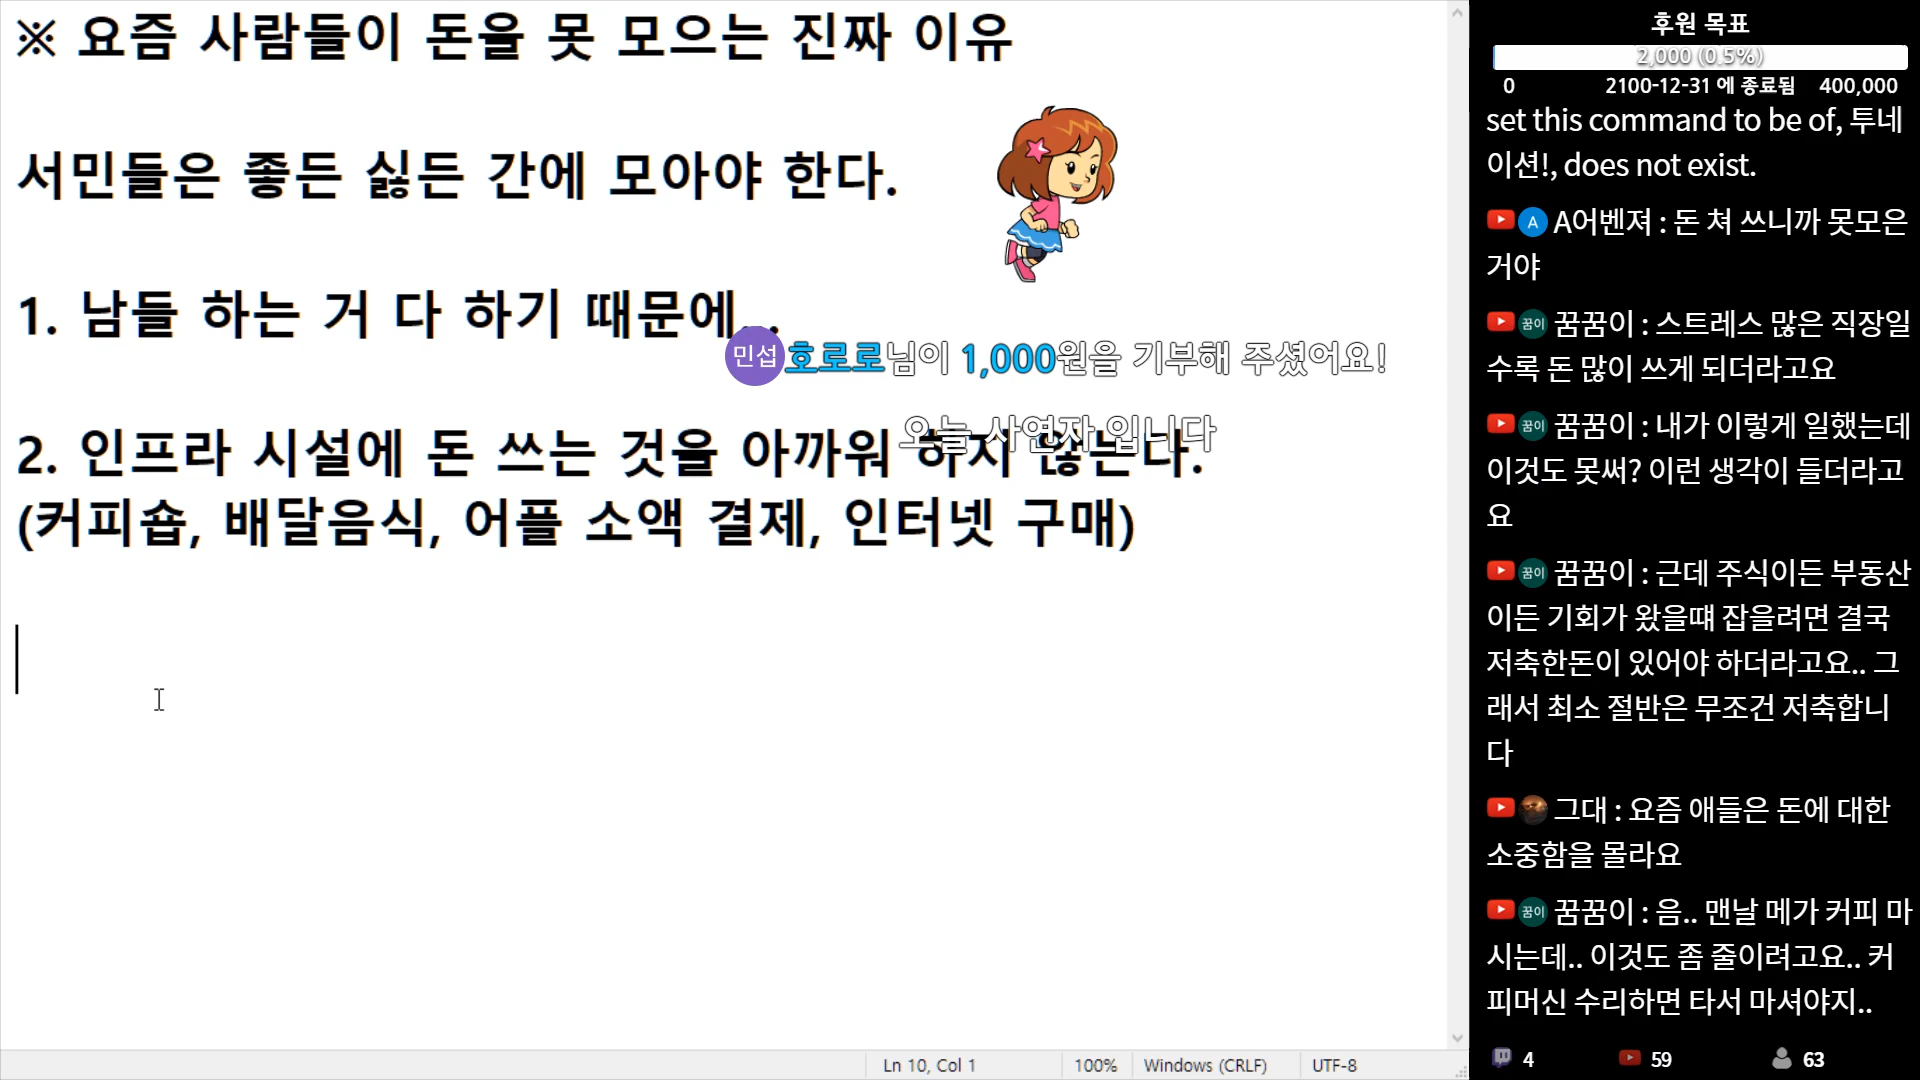 ※ 요즘 사람들이 돈을 못 모으는 진짜 이유
서민들은 좋든 싫든 간에 모아야 한다.
1. 남들 하는 거 다 하기 때문에...
민섭 호로로님이 1,000원을 기부해 주셨어요!
오늘 사연자 입니다
2. 인프라 시설에 돈 쓰는 것을 아까워 하지 않는다.
(커피숍, 배달음식, 어플 소액 결제, 인터넷 구매)
Ln 10, Col 1
100%
Windows (CRLF)
UTF-8
후원 목표
2,000 (0.5%)
0 2100-12-31 에 종료됨 400,000
set this command to be of, 투네
이션!, does not exist.
A A어벤져 : 돈 쳐 쓰니까 못모은
거야
꿈이 꿈꿈이 : 스트레스 많은 직장일
수록 돈 많이 쓰게 되더라고요
꿈이 꿈꿈이 : 내가 이렇게 일했는데
이것도 못써? 이런 생각이 들더라고
요
꿈이 꿈꿈이 : 근데 주식이든 부동산
이든 기회가 왔을떄 잡을려면 결국
저축한돈이 있어야 하더라고요.. 그
래서 최소 절반은 무조건 저축합니
다
그대 : 요즘 애들은 돈에 대한
소중함을 몰라요
꿈이 꿈꿈이 : 음.. 맨날 메가 커피 마
시는데.. 이것도 좀 줄이려고요.. 커
피머신 수리하면 타서 마셔야지..
4 59 63